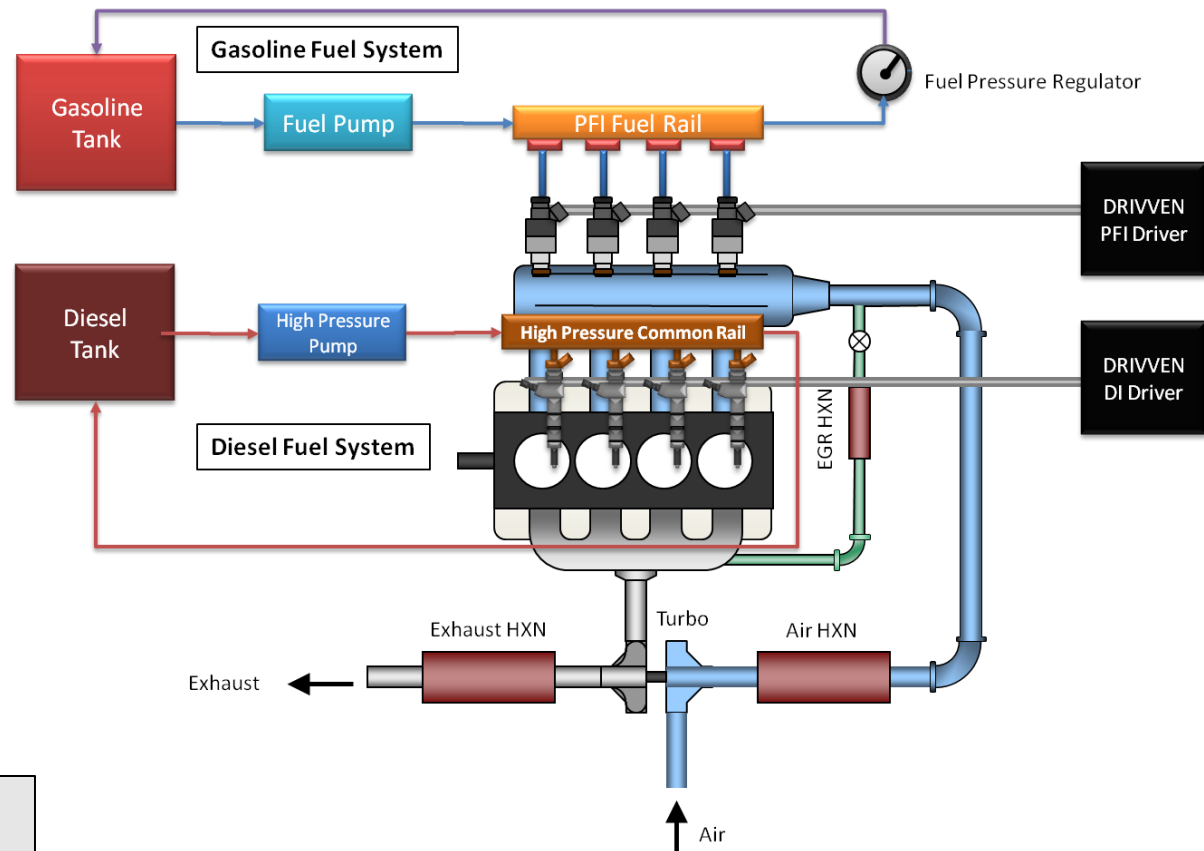 Gasoline Fuel System
Gasoline
Tank
Fuel Pump
PFI Fuel Rail
Fuel Pressure Regulator
DRIVVEN
PFI Driver
Diesel
Tank
High Pressure
Pump
High Pressure Common Rail
DRIVVEN
DI Driver
Diesel Fuel System
EGR HXN
Turbo
Exhaust HXN
Air HXN
Exhaust
Air